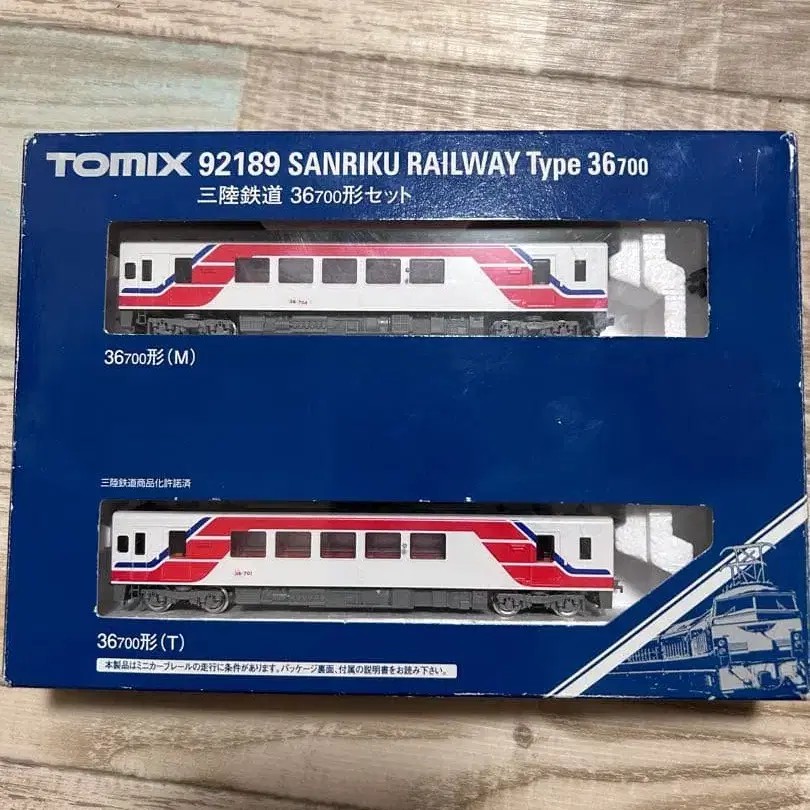 TOMIX 92189 SANRIKU RAILWAY Type 36700
三陸鉄道 36700形セット
36-704
36700形(M)
三陸鉄道商品化許諾済
36-701
36700形(T)
本製品はミニカーブレールの走行に条件があります。パッケージ裏面、付属の説明書をお読み下さい。